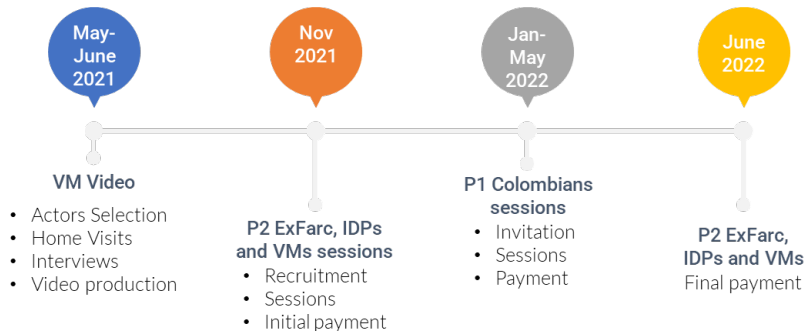 May-
June
2021
Nov
2021
Jan-
May
2022
June
2022
VM Video
• Actors Selection
• Home Visits
• Interviews
• Video production
P2 ExFarc, IDPs
and VMs sessions
• Recruitment
• Sessions
• Initial payment
P1 Colombians
sessions
• Invitation
• Sessions
• Payment
P2 ExFarc,
IDPs and VMs
Final payment